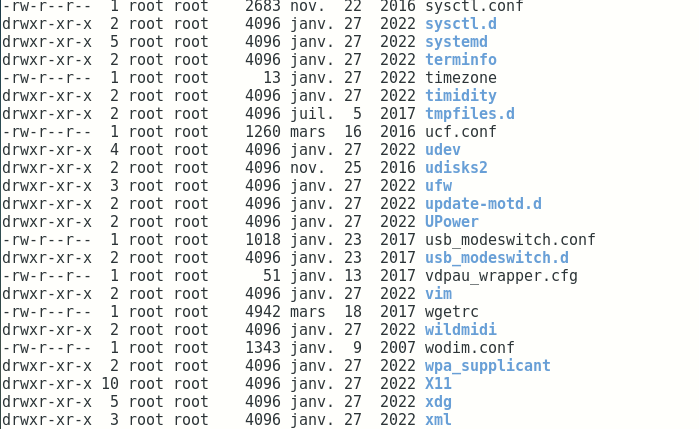 -rw-r--r--  1 root root    2683 nov.  22  2016 sysctl.conf
drwxr-xr-x  2 root root    4096 janv. 27  2022 sysctl.d
drwxr-xr-x  5 root root    4096 janv. 27  2022 systemd
drwxr-xr-x  2 root root    4096 janv. 27  2022 terminfo
-rw-r--r--  1 root root      13 janv. 27  2022 timezone
drwxr-xr-x  2 root root    4096 janv. 27  2022 timidity
drwxr-xr-x  2 root root    4096 juil.  5  2017 tmpfiles.d
-rw-r--r--  1 root root    1260 mars  16  2016 ucf.conf
drwxr-xr-x  4 root root    4096 janv. 27  2022 udev
drwxr-xr-x  2 root root    4096 nov.  25  2016 udisks2
drwxr-xr-x  3 root root    4096 janv. 27  2022 ufw
drwxr-xr-x  2 root root    4096 janv. 27  2022 update-motd.d
drwxr-xr-x  2 root root    4096 janv. 27  2022 UPower
-rw-r--r--  1 root root    1018 janv. 23  2017 usb_modeswitch.conf
drwxr-xr-x  2 root root    4096 janv. 23  2017 usb_modeswitch.d
-rw-r--r--  1 root root      51 janv. 13  2017 vdpau_wrapper.cfg
drwxr-xr-x  2 root root    4096 janv. 27  2022 vim
-rw-r--r--  1 root root    4942 mars  18  2017 wgetrc
drwxr-xr-x  2 root root    4096 janv. 27  2022 wildmidi
-rw-r--r--  1 root root    1343 janv.  9  2007 wodim.conf
drwxr-xr-x  2 root root    4096 janv. 27  2022 wpa_supplicant
drwxr-xr-x 10 root root    4096 janv. 27  2022 X11
drwxr-xr-x  5 root root    4096 janv. 27  2022 xdg
drwxr-xr-x  3 root root    4096 janv. 27  2022 xml